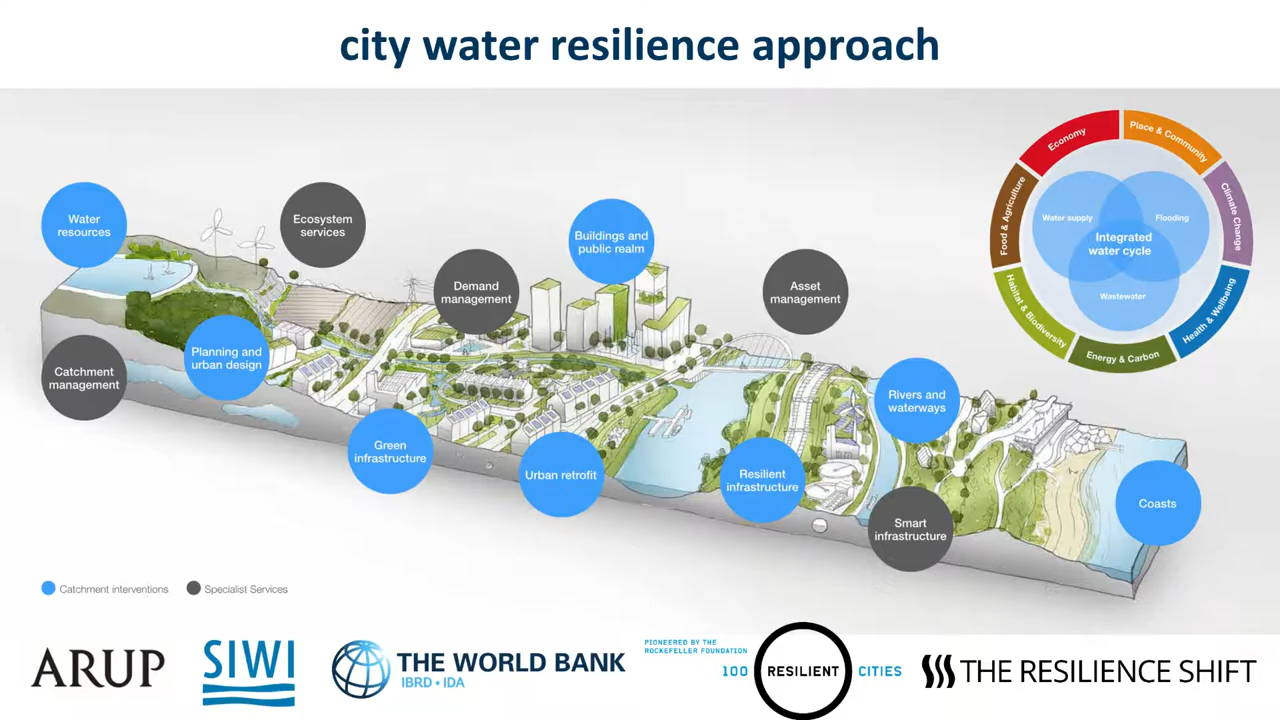 city water resilience approach
Economy
Place & Community
Climate Change
Health & Wellbeing
Energy & Carbon
Habitat & Biodiversity
Food & Agriculture
Water supply
Flooding
Integrated
water cycle
Wastewater
Water
resources
Ecosystem
services
Buildings and
public realm
Demand
management
Asset
management
Planning and
urban design
Catchment
management
Rivers and
waterways
Green
infrastructure
Urban retrofit
Resilient
infrastructure
Coasts
Smart
infrastructure
Catchment interventions
Specialist Services
ARUP
SIWI
THE WORLD BANK
IBRD • IDA
PIONEERED BY THE
ROCKEFELLER FOUNDATION
100 RESILIENT CITIES
THE RESILIENCE SHIFT